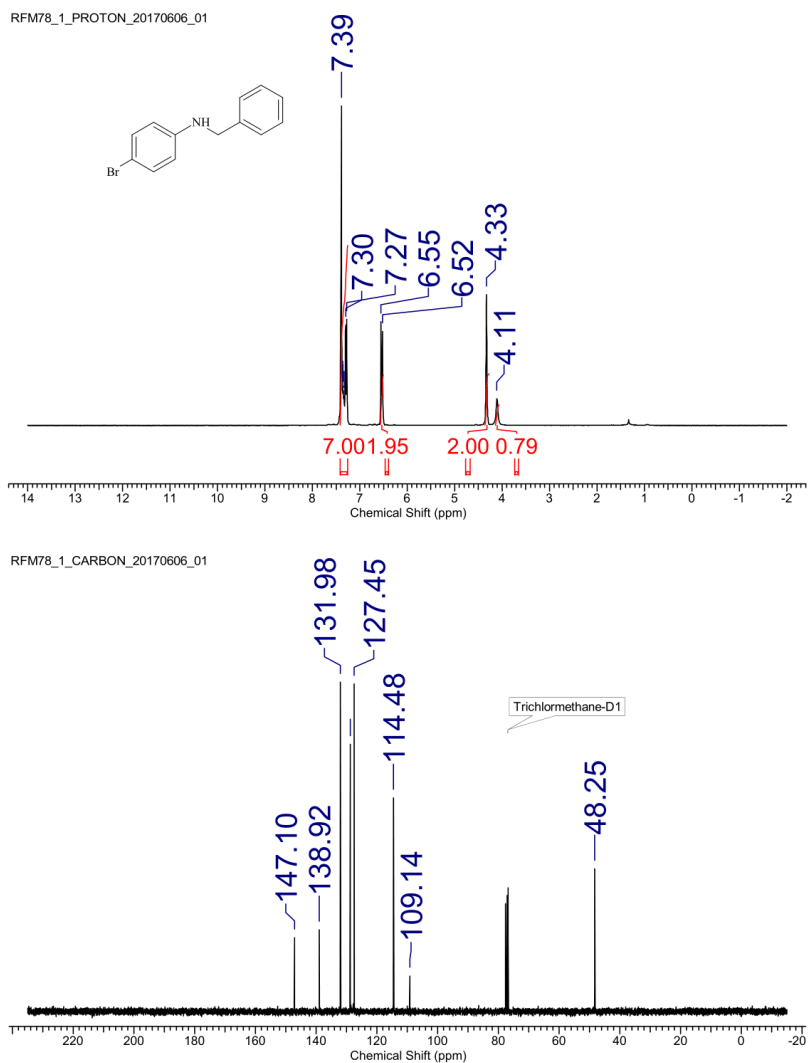 RFM78_1_PROTON_20170606_01
7.39
NH
Br
7.30
7.27
6.55
6.52
4.33
4.11
7.00 1.95 2.00 0.79
14 13 12 11 10 9 8 7 6 5 4 3 2 1 0 -1 -2
Chemical Shift (ppm)
RFM78_1_CARBON_20170606_01
131.98
127.45
Trichlormethane-D1
114.48
48.25
147.10
138.92
109.14
220 200 180 160 140 120 100 80 60 40 20 0 -20
Chemical Shift (ppm)